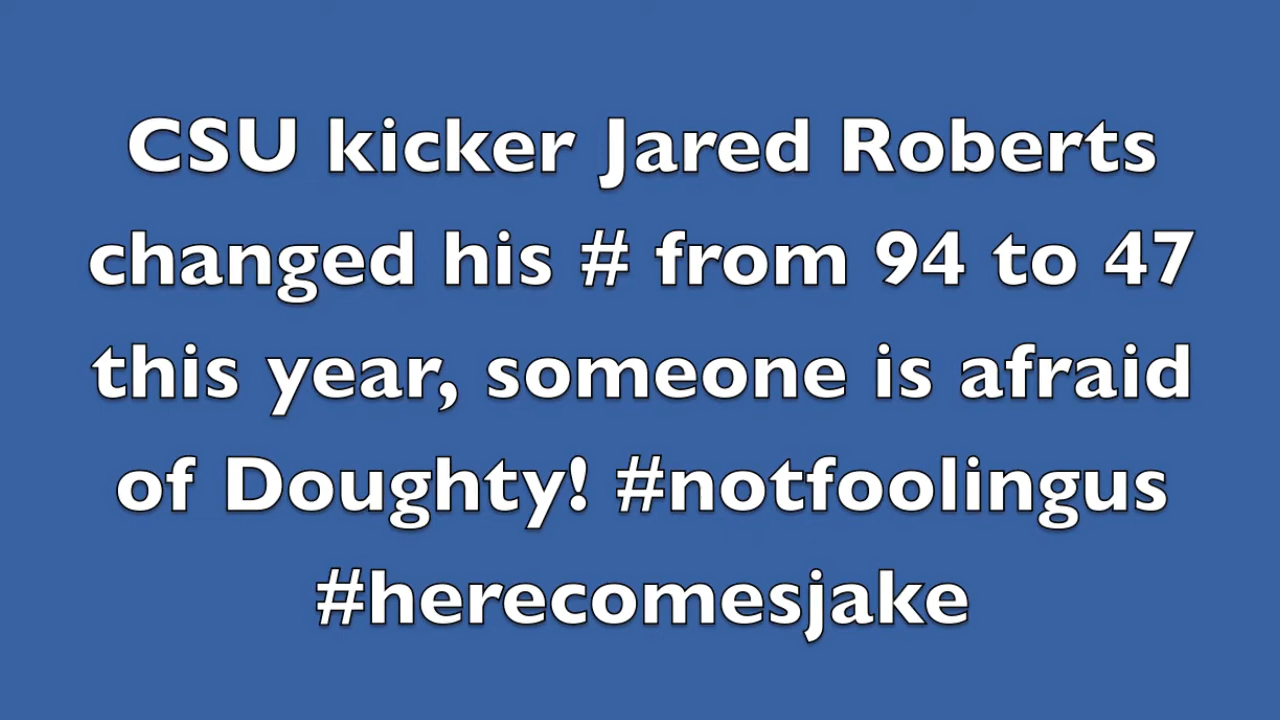 CSU kicker Jared Roberts
changed his # from 94 to 47
this year, someone is afraid
of Doughty! #notfoolingus
#herecomesjake